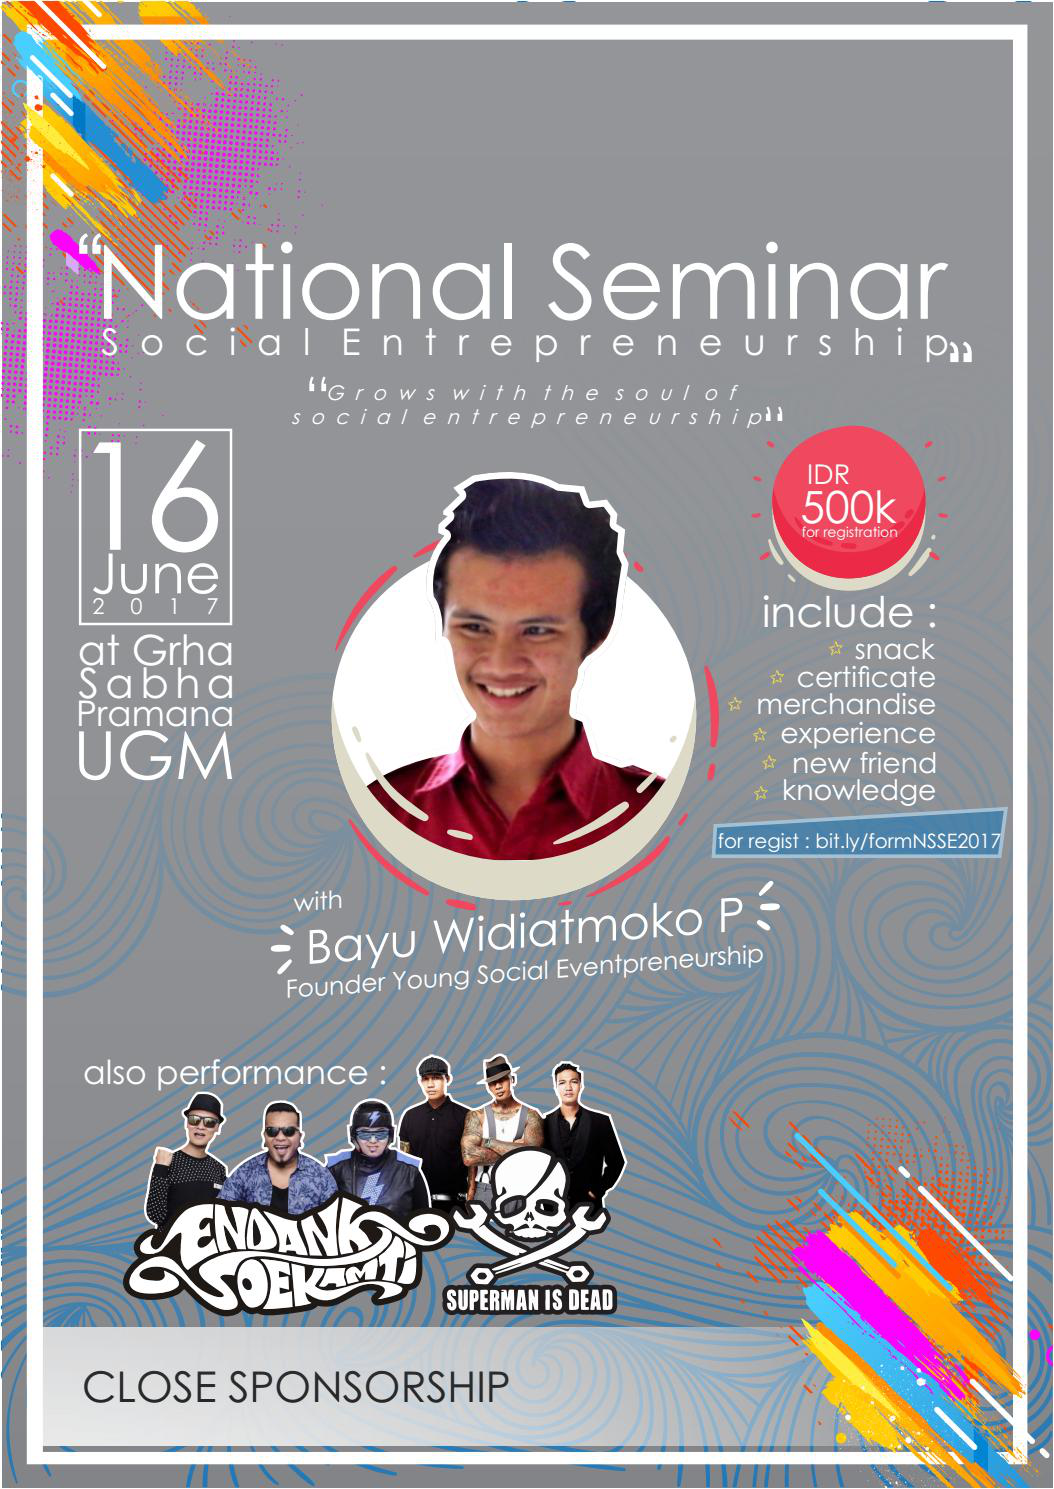 “National Seminar
Social Entrepreneurship”
“Grows with the soul of
social entrepreneurship”
16
June
2017
at Grha
Sabha
Pramana
UGM
IDR
500k
for registration
include :
snack
certificate
merchandise
experience
new friend
knowledge
for regist : bit.ly/formNSSE2017
with
Bayu Widiatmoko P
Founder Young Social Eventpreneurship
also performance :
ENDANK
SOEKAMTI
SUPERMAN IS DEAD
CLOSE SPONSORSHIP